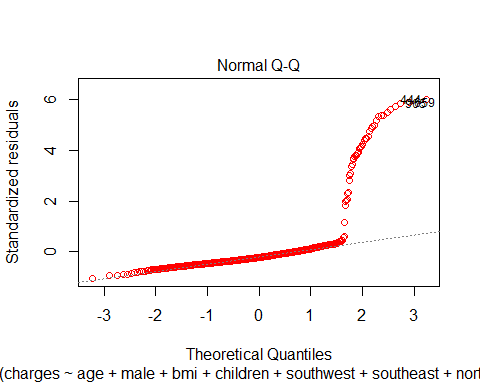 Normal Q-Q
Standardized residuals
6
4
2
0
-3
-2
-1
0
1
2
3
Theoretical Quantiles
(charges ~ age + male + bmi + children + southwest + southeast + nort